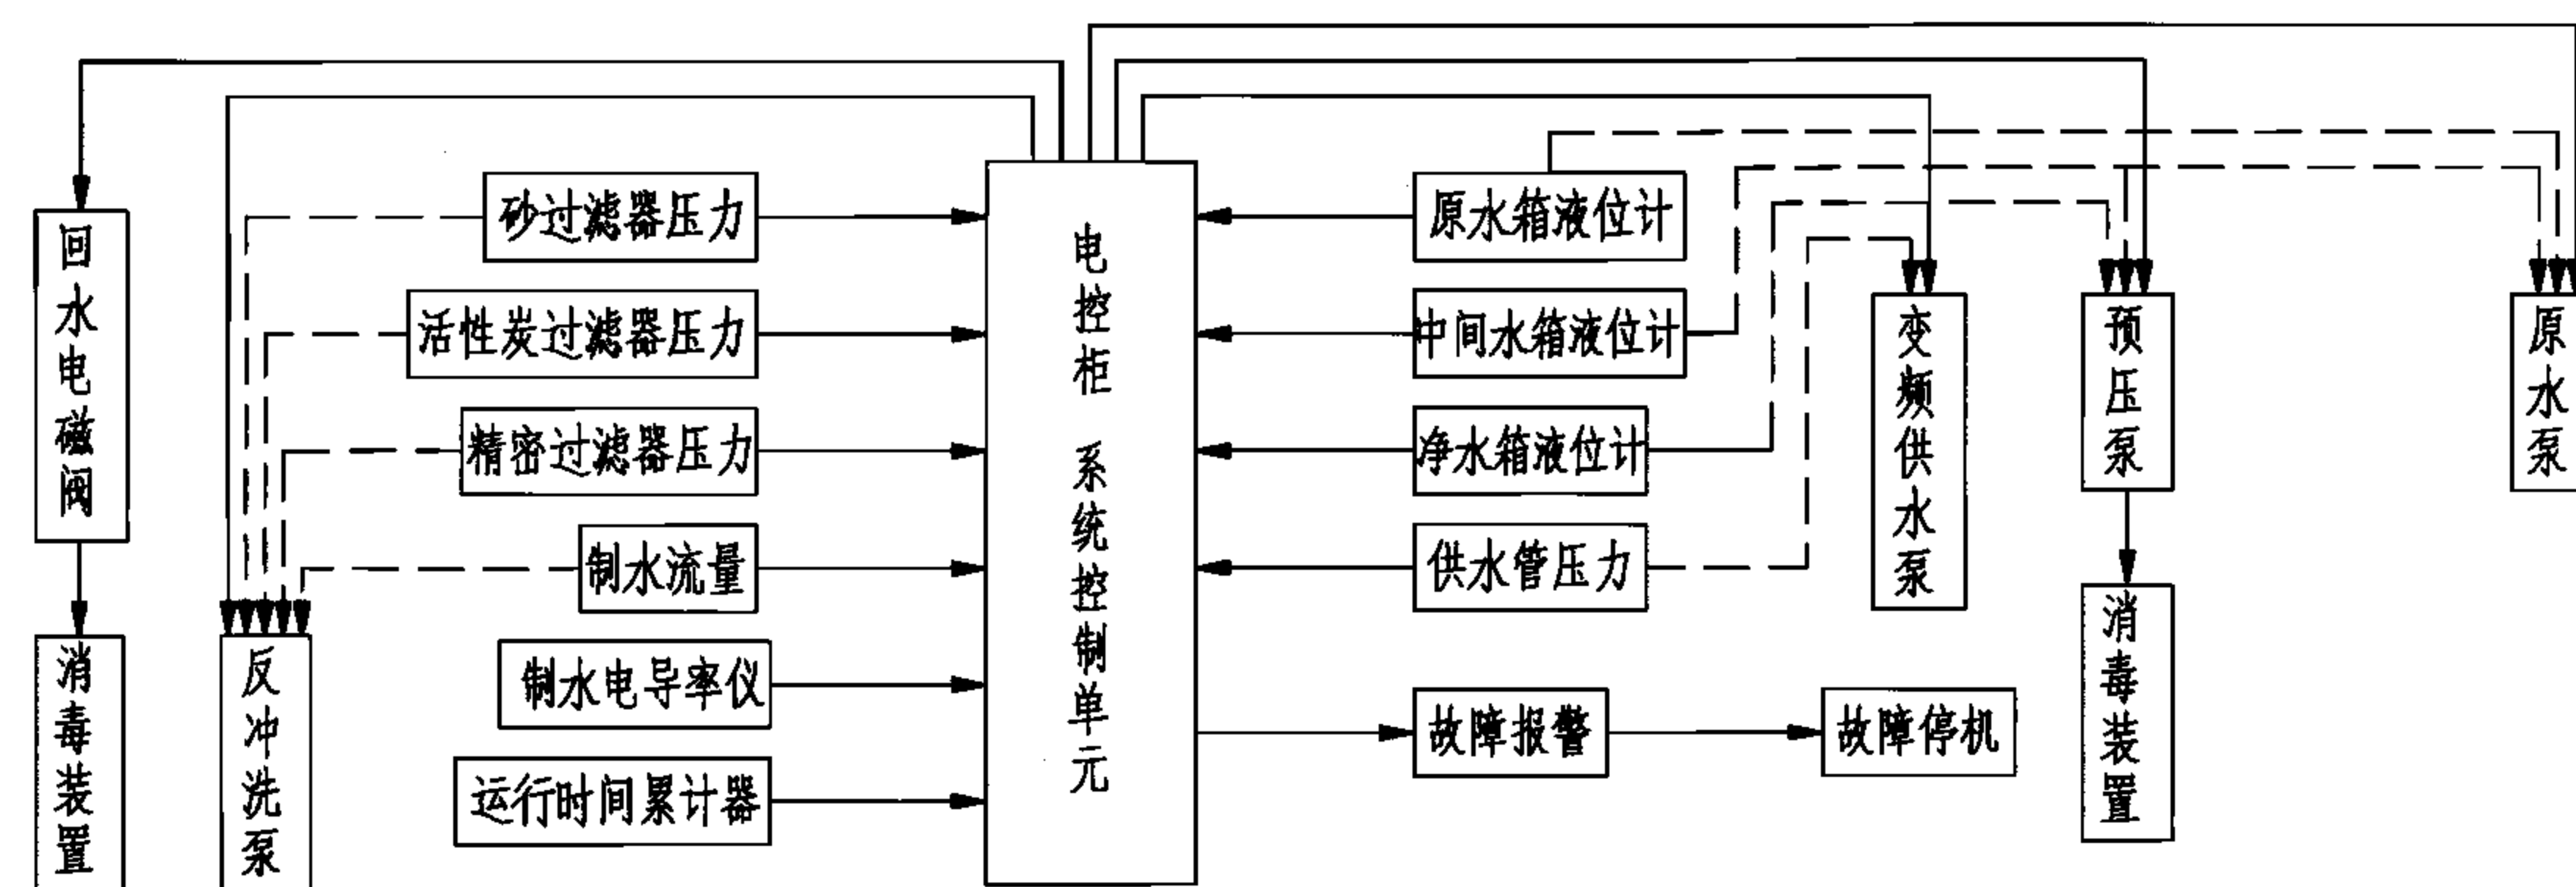 回水电磁阀
消毒装置
反冲洗泵
砂过滤器压力
活性炭过滤器压力
精密过滤器压力
制水流量
制水电导率仪
运行时间累计器
电控柜 系统控制单元
原水箱液位计
中间水箱液位计
净水箱液位计
供水管压力
故障报警
故障停机
变频供水泵
预压泵
消毒装置
原水泵